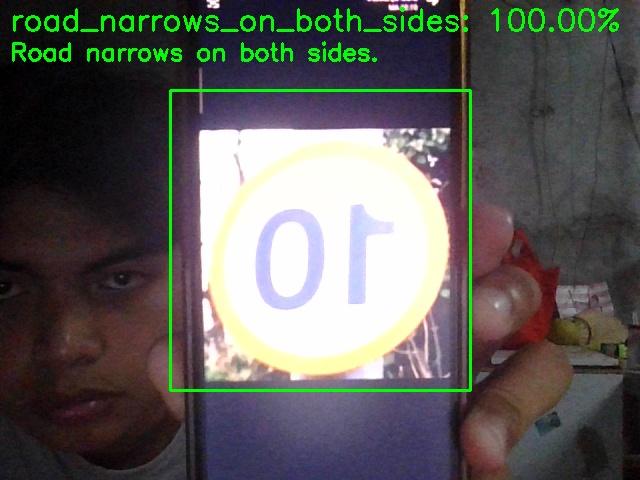 road_narrows_on_both_sides: 100.00%
Road narrows on both sides.
10